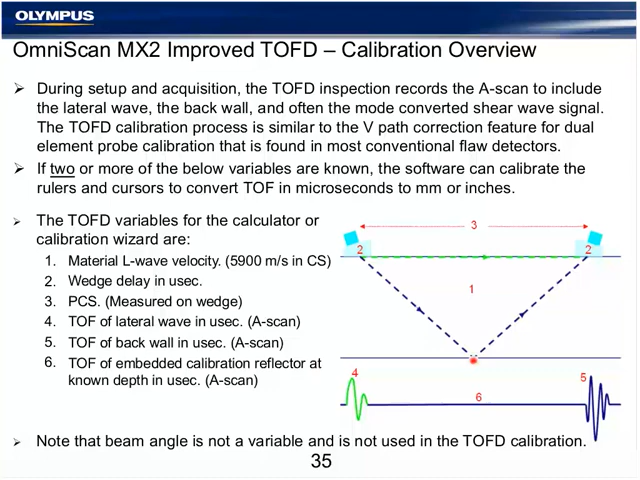 OLYMPUS
OmniScan MX2 Improved TOFD – Calibration Overview
➢ During setup and acquisition, the TOFD inspection records the A-scan to include
the lateral wave, the back wall, and often the mode converted shear wave signal.
The TOFD calibration process is similar to the V path correction feature for dual
element probe calibration that is found in most conventional flaw detectors.
➢ If two or more of the below variables are known, the software can calibrate the
rulers and cursors to convert TOF in microseconds to mm or inches.
➢ The TOFD variables for the calculator or
calibration wizard are:
1. Material L-wave velocity. (5900 m/s in CS)
2. Wedge delay in usec.
3. PCS. (Measured on wedge)
4. TOF of lateral wave in usec. (A-scan)
5. TOF of back wall in usec. (A-scan)
6. TOF of embedded calibration reflector at
known depth in usec. (A-scan)
3
2
2
1
4
5
6
➢ Note that beam angle is not a variable and is not used in the TOFD calibration.
35